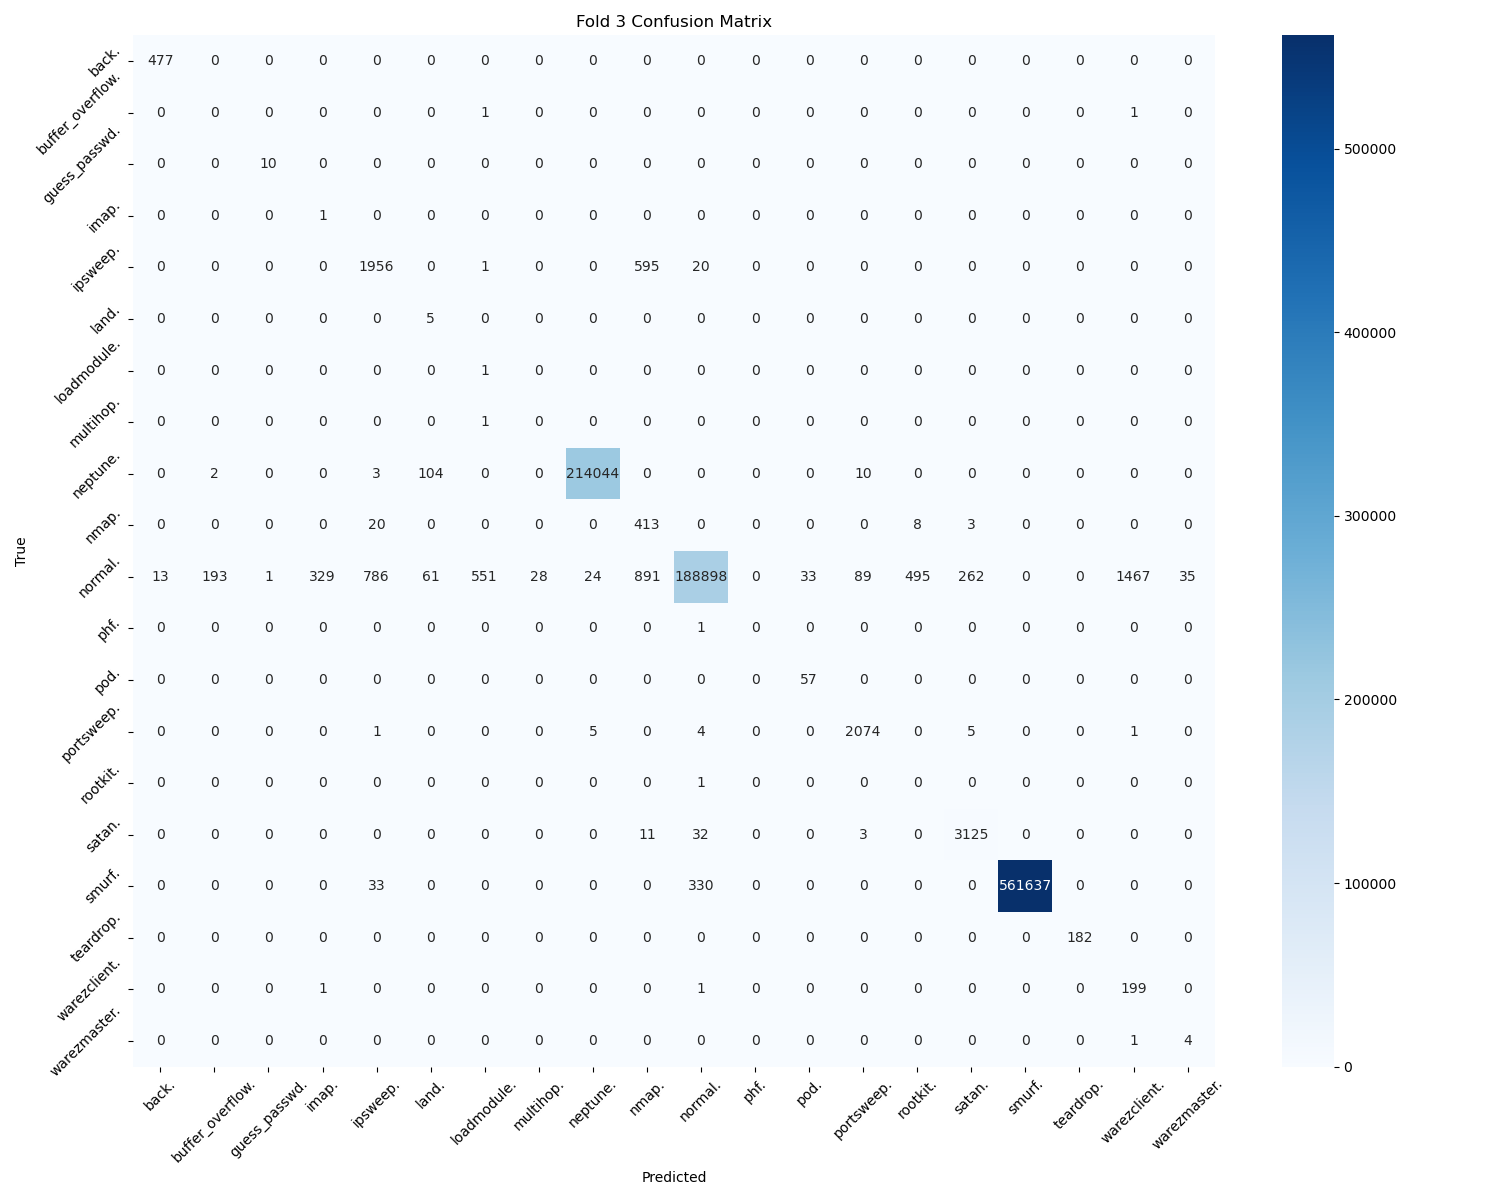 Fold 3 Confusion Matrix
True
back. 477 0 0 0 0 0 0 0 0 0 0 0 0 0 0 0 0 0 0 0
buffer_overflow. 0 0 0 0 0 0 1 0 0 0 0 0 0 0 0 0 0 0 1 0
guess_passwd. 0 0 10 0 0 0 0 0 0 0 0 0 0 0 0 0 0 0 0 0
imap. 0 0 0 1 0 0 0 0 0 0 0 0 0 0 0 0 0 0 0 0
ipsweep. 0 0 0 0 1956 0 1 0 0 595 20 0 0 0 0 0 0 0 0 0
land. 0 0 0 0 0 5 0 0 0 0 0 0 0 0 0 0 0 0 0 0
loadmodule. 0 0 0 0 0 0 1 0 0 0 0 0 0 0 0 0 0 0 0 0
multihop. 0 0 0 0 0 0 1 0 0 0 0 0 0 0 0 0 0 0 0 0
neptune. 0 2 0 0 3 104 0 0 214044 0 0 0 0 10 0 0 0 0 0 0
nmap. 0 0 0 0 20 0 0 0 0 413 0 0 0 0 8 3 0 0 0 0
normal. 13 193 1 329 786 61 551 28 24 891 188898 0 33 89 495 262 0 0 1467 35
phf. 0 0 0 0 0 0 0 0 0 0 1 0 0 0 0 0 0 0 0 0
pod. 0 0 0 0 0 0 0 0 0 0 0 0 57 0 0 0 0 0 0 0
portsweep. 0 0 0 0 1 0 0 0 5 0 4 0 0 2074 0 5 0 0 1 0
rootkit. 0 0 0 0 0 0 0 0 0 0 1 0 0 0 0 0 0 0 0 0
satan. 0 0 0 0 0 0 0 0 0 11 32 0 0 3 0 3125 0 0 0 0
smurf. 0 0 0 0 33 0 0 0 0 0 330 0 0 0 0 0 561637 0 0 0
teardrop. 0 0 0 0 0 0 0 0 0 0 0 0 0 0 0 0 0 182 0 0
warezclient. 0 0 0 1 0 0 0 0 0 0 1 0 0 0 0 0 0 0 199 0
warezmaster. 0 0 0 0 0 0 0 0 0 0 0 0 0 0 0 0 0 0 1 4
back. buffer_overflow. guess_passwd. imap. ipsweep. land. loadmodule. multihop. neptune. nmap. normal. phf. pod. portsweep. rootkit. satan. smurf. teardrop. warezclient. warezmaster.
Predicted
500000
400000
300000
200000
100000
0